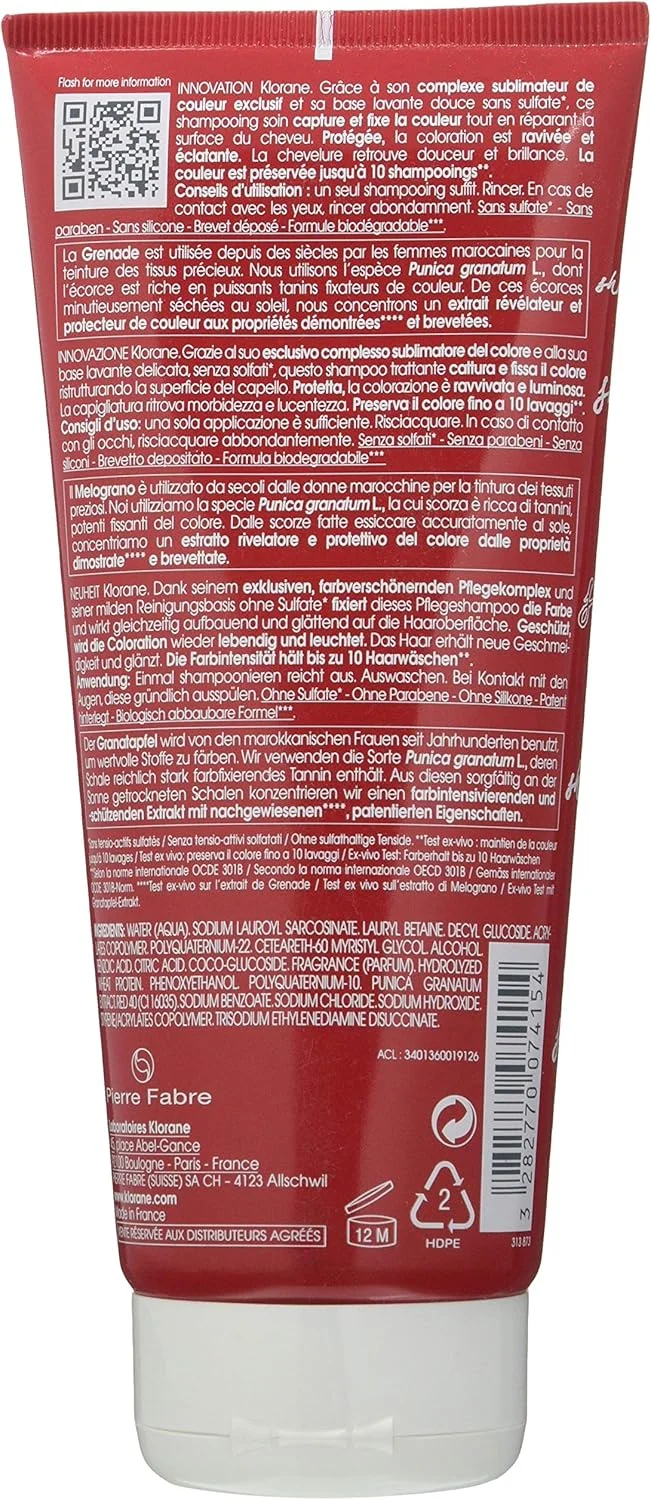 Flash for more information
INNOVATION Klorane. Grâce à son complexe sublimateur de
couleur exclusif et sa base lavante douce sans sulfate*, ce
shampooing soin capture et fixe la couleur tout en réparant la
surface du cheveu. Protégée, la coloration est ravivée et
éclatante. La chevelure retrouve douceur et brillance. La
couleur est préservée jusqu'à 10 shampooings**.
Conseils d'utilisation : un seul shampooing suffit. Rincer. En cas de
contact avec les yeux, rincer abondamment. Sans sulfate* - Sans
paraben - Sans silicone - Brevet déposé - Formule biodégradable***.
La Grenade est utilisée depuis des siècles par les femmes marocaines pour la
teinture des tissus précieux. Nous utilisons l'espèce Punica granatum L., dont
l'écorce est riche en puissants tanins fixateurs de couleur. De ces écorces
minutieusement séchées au soleil, nous concentrons un extrait révélateur et
protecteur de couleur aux propriétés démontrées**** et brevetées.
INNOVAZIONE Klorane. Grazie al suo esclusivo complesso sublimatore del colore e alla sua
base lavante delicata, senza solfati*, questo shampoo trattante cattura e fissa il colore
ristrutturando la superficie del capello. Protetta, la colorazione è ravvivata e luminosa.
La capigliatura ritrova morbidezza e lucentezza. Preserva il colore fino a 10 lavaggi**.
Consigli d'uso: una sola applicazione è sufficiente. Risciacquare. In caso di contatto
con gli occhi, risciacquare abbondantemente. Senza solfati* - Senza parabeni - Senza
siliconi - Brevetto depositato - Formula biodegradabile***
Il Melograno è utilizzato da secoli dalle donne marocchine per la tintura dei tessuti
preziosi. Noi utilizziamo la specie Punica granatum L., la cui scorza è ricca di tannini,
potenti fissanti del colore. Dalle scorze fatte essiccare accuratamente al sole,
concentriamo un estratto rivelatore e protettivo del colore dalle proprietà
dimostrate**** e brevettate.
NEUHEIT Klorane. Dank seinem exklusiven, farbverschönernden Pflegekomplex und
seiner milden Reinigungsbasis ohne Sulfate* fixiert dieses Pflegeshampoo die Farbe
und wirkt gleichzeitig aufbauend und glättend auf die Haaroberfläche. Geschützt,
wird die Coloration wieder lebendig und leuchtet. Das Haar erhält neue Geschmei-
digkeit und glänzt. Die Farbintensität hält bis zu 10 Haarwäschen**.
Anwendung: Einmal shampoonieren reicht aus. Auswaschen. Bei Kontakt mit den
Augen, diese gründlich ausspülen. Ohne Sulfate* - Ohne Parabene - Ohne Silikone - Patent
hinterlegt - Biologisch abbaubare Formel***.
Der Granatapfel wird von den marokkanischen Frauen seit Jahrhunderten benutzt,
um wertvolle Stoffe zu färben. Wir verwenden die Sorte Punica granatum L., deren
Schale reichlich stark farbfixierendes Tannin enthält. Aus diesen sorgfältig an der
Sonne getrockneten Schalen konzentrieren wir einen farbintensivierenden und
-schützenden Extrakt mit nachgewiesenen****, patentierten Eigenschaften.
*Sans tensio-actifs sulfatés / Senza tensio-attivi solfatati / Ohne sulfathaltige Tenside. **Test ex-vivo : maintien de la couleur
jusqu'à 10 lavages / Test ex-vivo: preserva il colore fino a 10 lavaggi / Ex-vivo Test: Farberhalt bis zu 10 Haarwäschen
***Selon la norme internationale OCDE 301B / Secondo la norma internazionale OECD 301B / Gemäss internationaler
OCDE 301B-Norm. ****Test ex-vivo sur l'extrait de Grenade / Test ex vivo sull'estratto di Melograno / Ex-vivo Test mit
Granatapfel-Extrakt.
INGREDIENTS: WATER (AQUA). SODIUM LAUROYL SARCOSINATE. LAURYL BETAINE. DECYL GLUCOSIDE. ACRY-
LATES COPOLYMER. POLYQUATERNIUM-22. CETEARETH-60 MYRISTYL GLYCOL. ALCOHOL.
BENZOIC ACID. CITRIC ACID. COCO-GLUCOSIDE. FRAGRANCE (PARFUM). HYDROLYZED
WHEAT PROTEIN. PHENOXYETHANOL. POLYQUATERNIUM-10. PUNICA GRANATUM
EXTRACT. RED 40 (CI 16035). SODIUM BENZOATE. SODIUM CHLORIDE. SODIUM HYDROXIDE.
STYRENE/ACRYLATES COPOLYMER. TRISODIUM ETHYLENEDIAMINE DISUCCINATE.
ACL : 3401360019126
Pierre Fabre
Laboratoires Klorane
place Abel-Gance
92100 Boulogne - Paris - France
PIERRE FABRE (SUISSE) SA CH - 4123 Allschwil
www.klorane.com
Made in France
VENTE RÉSERVÉE AUX DISTRIBUTEURS AGRÉÉS
12 M
2
HDPE
3 282770 074154
313 873